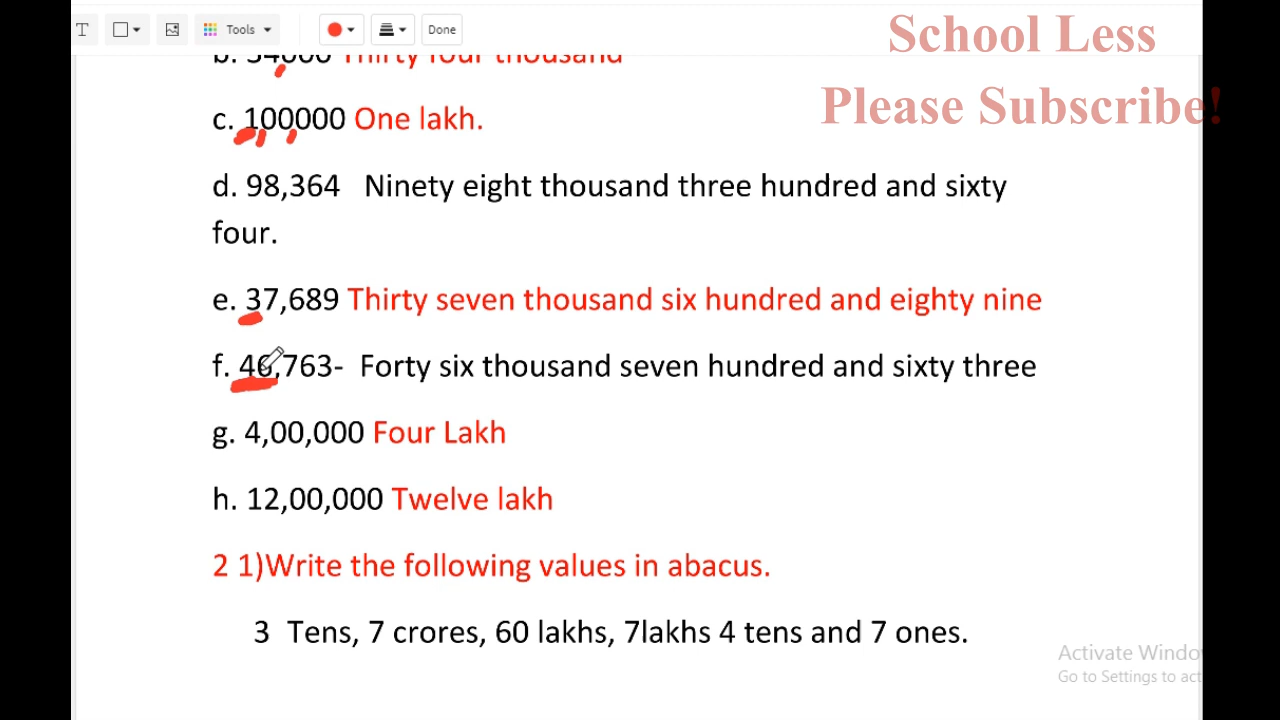 T Tools Done
School Less
Please Subscribe!
b. 34000 Thirty four thousand
c. 100000 One lakh.
d. 98,364 Ninety eight thousand three hundred and sixty
four.
e. 37,689 Thirty seven thousand six hundred and eighty nine
f. 46,763- Forty six thousand seven hundred and sixty three
g. 4,00,000 Four Lakh
h. 12,00,000 Twelve lakh
2 1)Write the following values in abacus.
3 Tens, 7 crores, 60 lakhs, 7lakhs 4 tens and 7 ones.
Activate Windo
Go to Settings to act